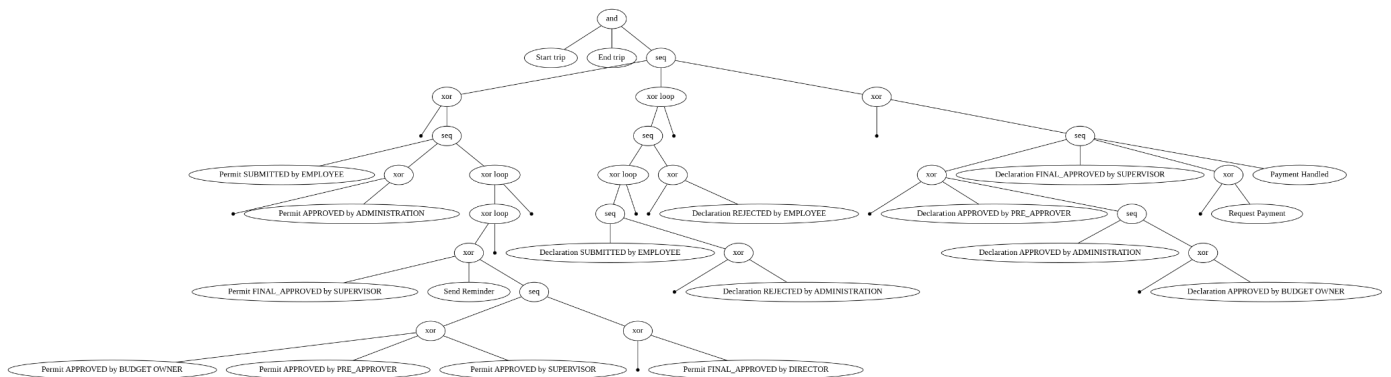 and
Start trip
End trip
seq
xor
xor loop
xor
seq
seq
seq
Permit SUBMITTED by EMPLOYEE
xor
xor loop
xor loop
xor
xor
Declaration FINAL_APPROVED by SUPERVISOR
xor
Payment Handled
Permit APPROVED by ADMINISTRATION
xor loop
seq
Declaration REJECTED by EMPLOYEE
Declaration APPROVED by PRE_APPROVER
seq
Request Payment
xor
Declaration SUBMITTED by EMPLOYEE
xor
Declaration APPROVED by ADMINISTRATION
xor
Permit FINAL_APPROVED by SUPERVISOR
Send Reminder
seq
Declaration REJECTED by ADMINISTRATION
Declaration APPROVED by BUDGET OWNER
xor
xor
Permit APPROVED by BUDGET OWNER
Permit APPROVED by PRE_APPROVER
Permit APPROVED by SUPERVISOR
Permit FINAL_APPROVED by DIRECTOR